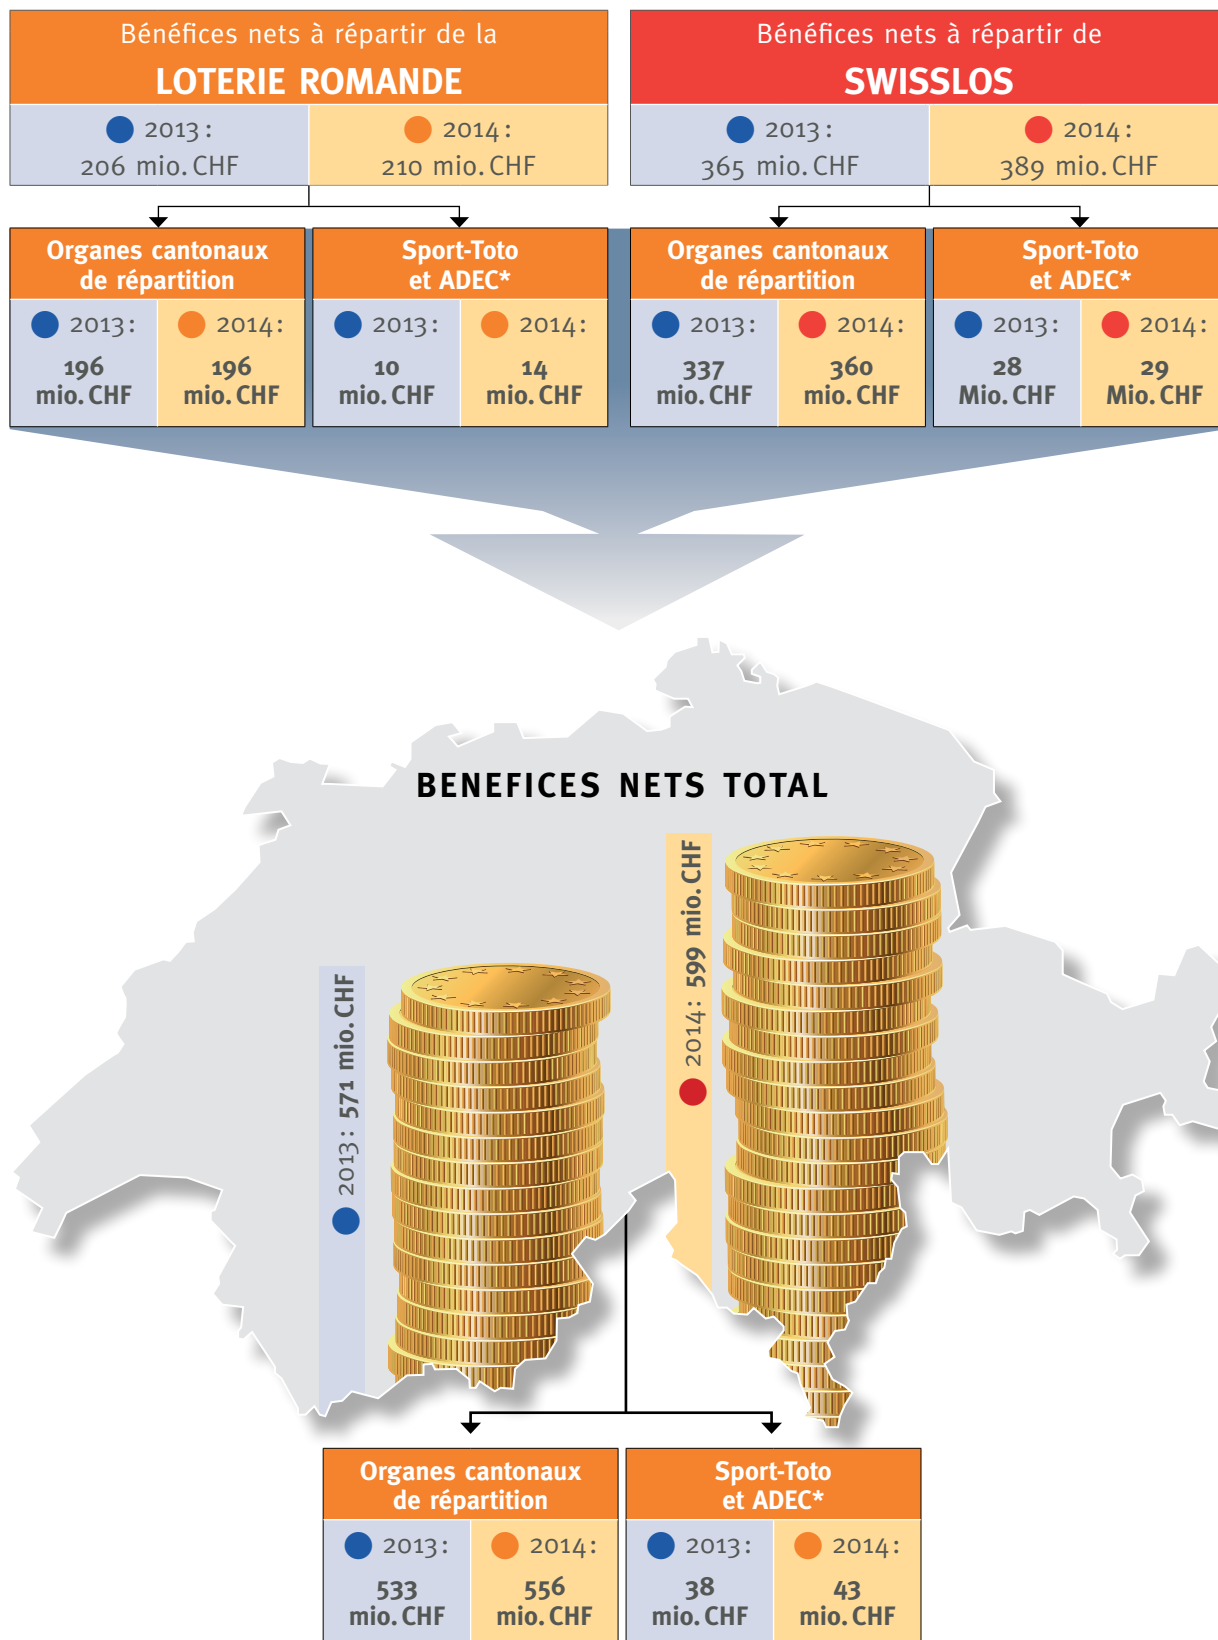 Bénéfices nets à répartir de la
LOTERIE ROMANDE
2013:
206 mio. CHF
2014:
210 mio. CHF
Bénéfices nets à répartir de
SWISSLOS
2013:
365 mio. CHF
2014:
389 mio. CHF
Organes cantonaux
de répartition
2013:
196
mio. CHF
2014:
196
mio. CHF
Sport-Toto
et ADEC*
2013:
10
mio. CHF
2014:
14
mio. CHF
Organes cantonaux
de répartition
2013:
337
mio. CHF
2014:
360
mio. CHF
Sport-Toto
et ADEC*
2013:
28
Mio. CHF
2014:
29
Mio. CHF
BENEFICES NETS TOTAL
2013: 571 mio. CHF
2014: 599 mio. CHF
Organes cantonaux
de répartition
2013:
533
mio. CHF
2014:
556
mio. CHF
Sport-Toto
et ADEC*
2013:
38
mio. CHF
2014:
43
mio. CHF